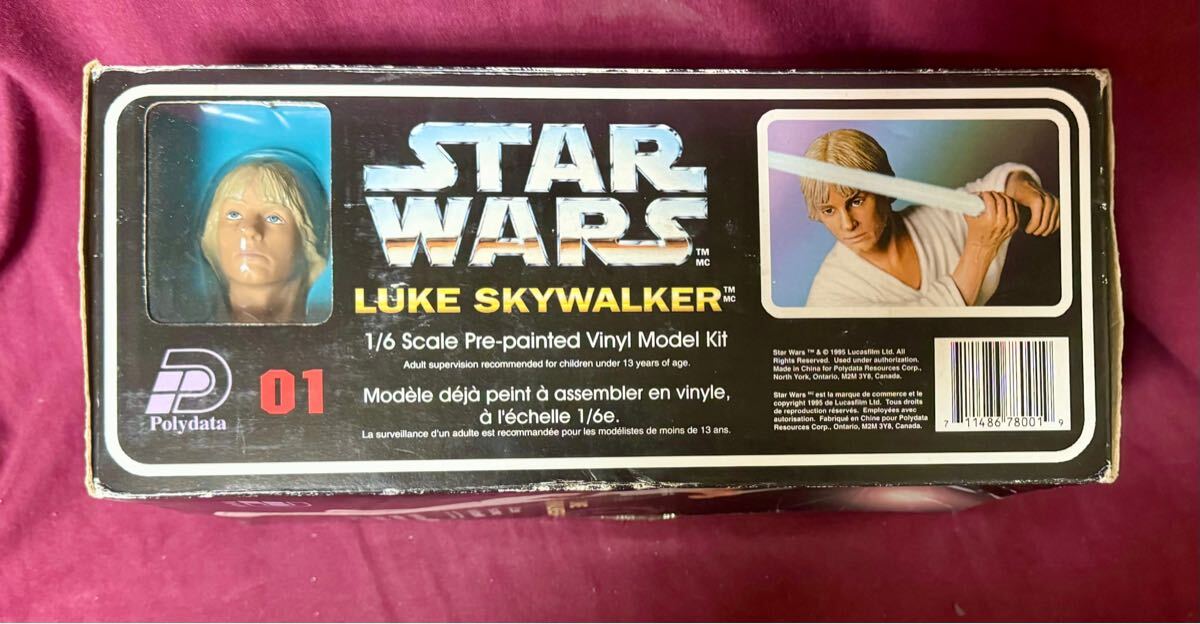 STAR
WARS
TM
MC
LUKE SKYWALKER TM
MC
1/6 Scale Pre-painted Vinyl Model Kit
Adult supervision recommended for children under 13 years of age.
Modèle déjà peint à assembler en vinyle,
à l'échelle 1/6e.
La surveillance d'un adulte est recommandée pour les modélistes de moins de 13 ans.
Polydata
01
Star Wars ™ & © 1995 Lucasfilm Ltd. All
Rights Reserved. Used under authorization.
Made in China for Polydata Resources Corp.,
North York, Ontario, M2M 3Y8, Canada.
Star Wars MC est la marque de commerce et le
copyright 1995 de Lucasfilm Ltd. Tous droits
de reproduction réservés. Employées avec
autorisation. Fabriqué en Chine pour Polydata
Resources Corp., Ontario, M2M 3Y8, Canada.
7 11486 78001 9